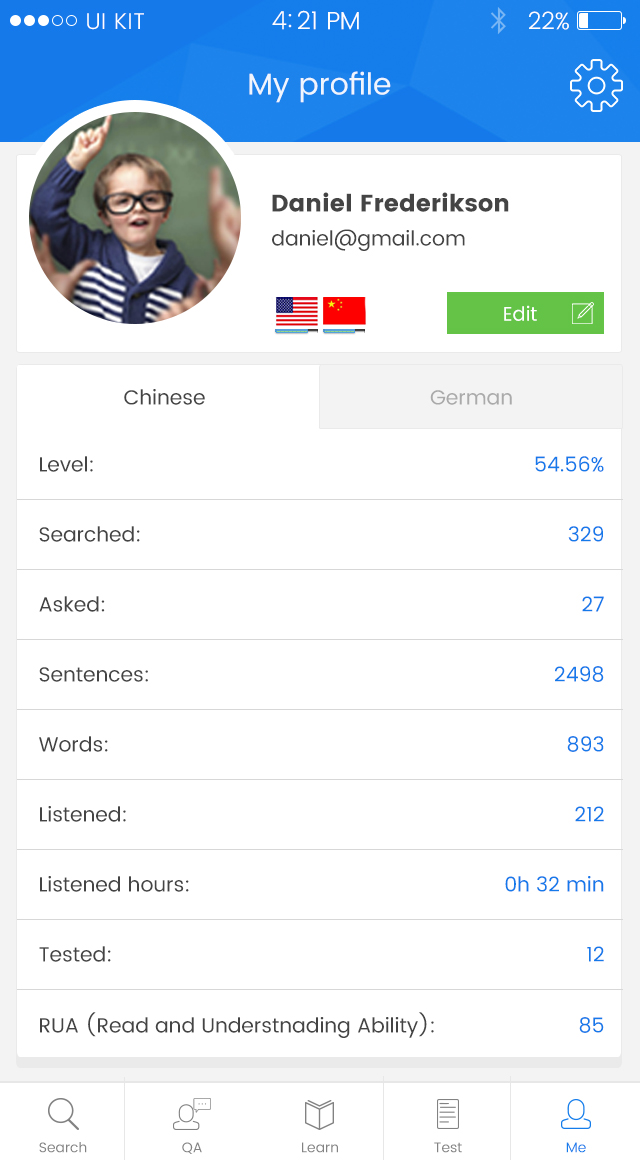 UI KIT 4:21 PM 22%
My profile
Daniel Frederikson
daniel@gmail.com
Edit
Chinese German
Level: 54.56%
Searched: 329
Asked: 27
Sentences: 2498
Words: 893
Listened: 212
Listened hours: 0h 32 min
Tested: 12
RUA (Read and Understnading Ability): 85
Search QA Learn Test Me